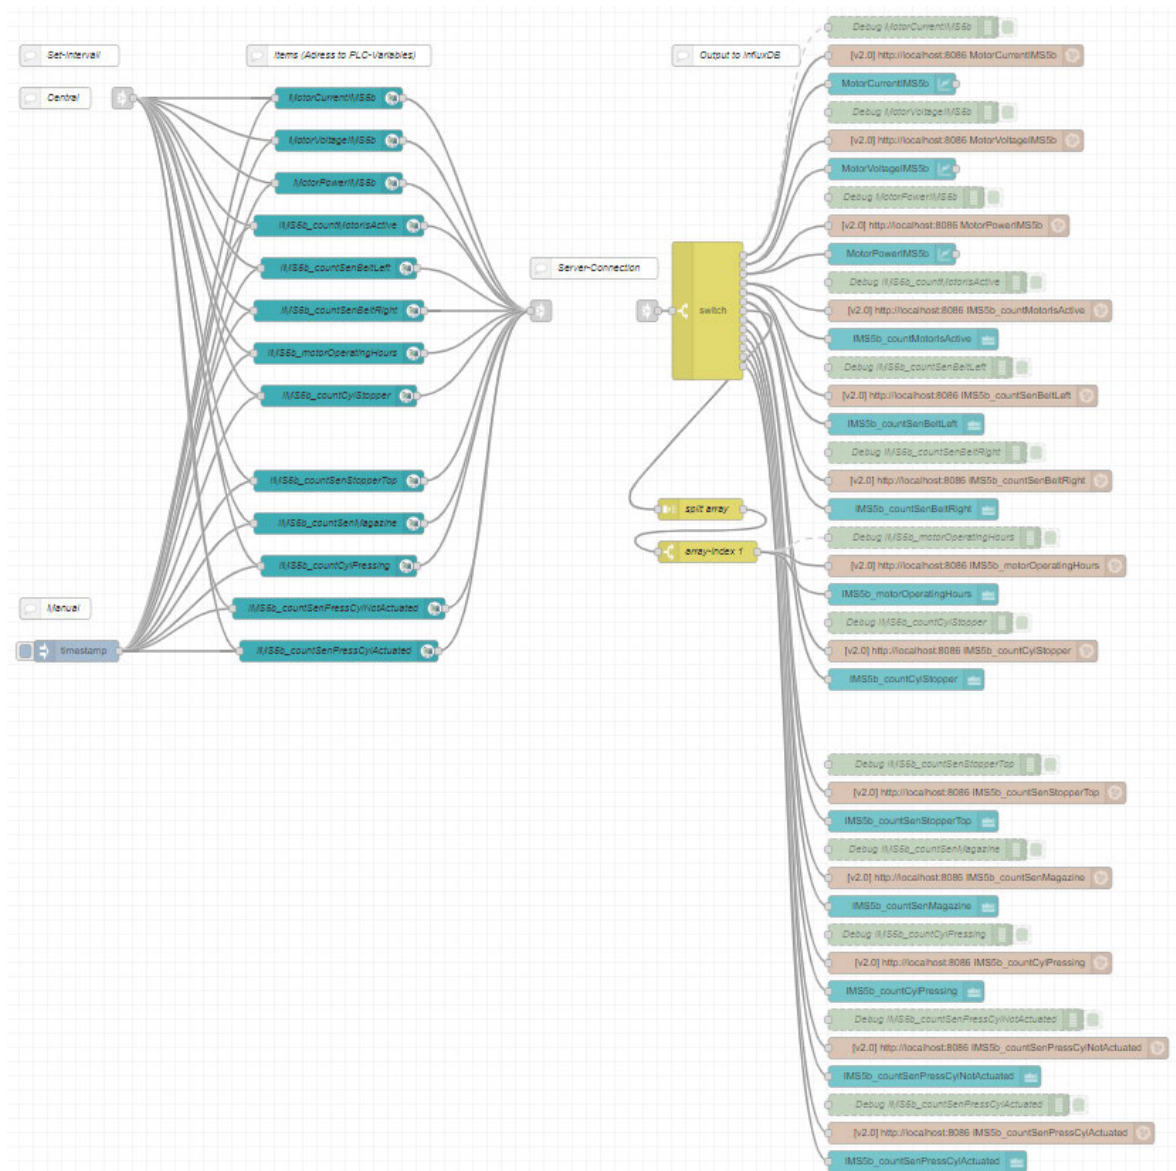 Set-Intervall
Items (Adress to PLC-Variables)
Output to InfluxDB
Central
MotorCurrentIMS5b
MotorVoltageIMS5b
MotorPowerIMS5b
IMS5b_countMotorIsActive
IMS5b_countSenBeltLeft
IMS5b_countSenBeltRight
IMS5b_motorOperatingHours
IMS5b_countCylStopper
IMS5b_countSenStopperTop
IMS5b_countSenMagazine
IMS5b_countCylPressing
IMS5b_countSenPressCylNotActuated
IMS5b_countSenPressCylActuated
Manual
timestamp
Server-Connection
switch
split array
array-index 1
Debug MotorCurrentIMS5b
[v2.0] http://localhost:8086 MotorCurrentIMS5b
MotorCurrentIMS5b
Debug MotorVoltageIMS5b
[v2.0] http://localhost:8086 MotorVoltageIMS5b
MotorVoltageIMS5b
Debug MotorPowerIMS5b
[v2.0] http://localhost:8086 MotorPowerIMS5b
MotorPowerIMS5b
Debug IMS5b_countMotorIsActive
[v2.0] http://localhost:8086 IMS5b_countMotorIsActive
IMS5b_countMotorIsActive
Debug IMS5b_countSenBeltLeft
[v2.0] http://localhost:8086 IMS5b_countSenBeltLeft
IMS5b_countSenBeltLeft
Debug IMS5b_countSenBeltRight
[v2.0] http://localhost:8086 IMS5b_countSenBeltRight
IMS5b_countSenBeltRight
Debug IMS5b_motorOperatingHours
[v2.0] http://localhost:8086 IMS5b_motorOperatingHours
IMS5b_motorOperatingHours
Debug IMS5b_countCylStopper
[v2.0] http://localhost:8086 IMS5b_countCylStopper
IMS5b_countCylStopper
Debug IMS5b_countSenStopperTop
[v2.0] http://localhost:8086 IMS5b_countSenStopperTop
IMS5b_countSenStopperTop
Debug IMS5b_countSenMagazine
[v2.0] http://localhost:8086 IMS5b_countSenMagazine
IMS5b_countSenMagazine
Debug IMS5b_countCylPressing
[v2.0] http://localhost:8086 IMS5b_countCylPressing
IMS5b_countCylPressing
Debug IMS5b_countSenPressCylNotActuated
[v2.0] http://localhost:8086 IMS5b_countSenPressCylNotActuated
IMS5b_countSenPressCylNotActuated
Debug IMS5b_countSenPressCylActuated
[v2.0] http://localhost:8086 IMS5b_countSenPressCylActuated
IMS5b_countSenPressCylActuated